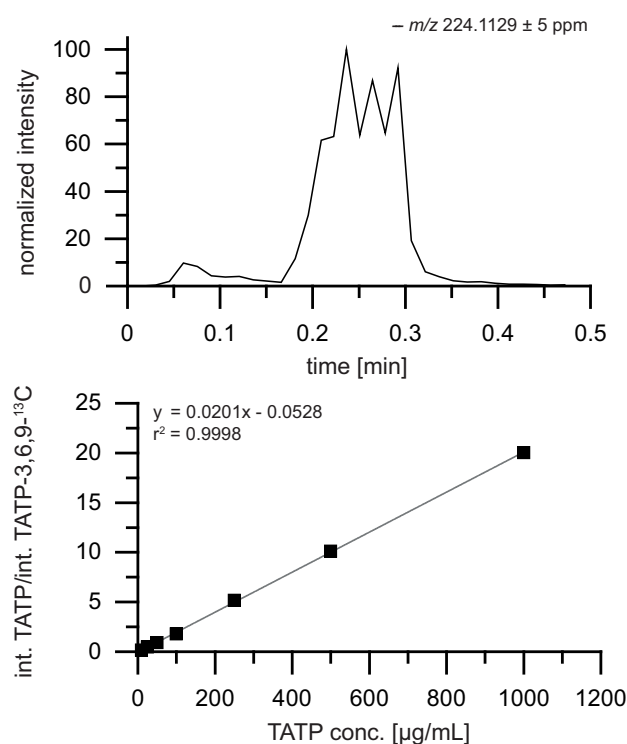 – m/z 224.1129 ± 5 ppm
100
80
60
40
20
0
normalized intensity
0 0.1 0.2 0.3 0.4 0.5
time [min]
25
20
15
10
5
0
int. TATP/int. TATP-3,6,9-¹³C
y = 0.0201x - 0.0528
r² = 0.9998
0 200 400 600 800 1000 1200
TATP conc. [µg/mL]